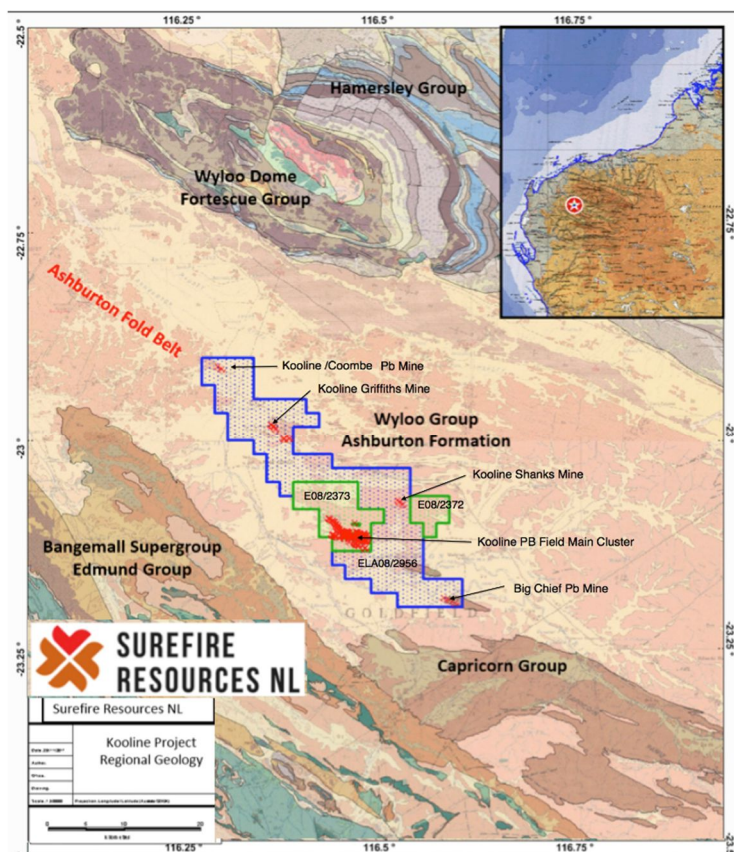 116.25 °
116.5 °
116.75 °
-22.5 °
Hamersley Group
Wyloo Dome
Fortescue Group
-22.75 °
-22.75 °
Ashburton Fold Belt
Kooline /Coombe Pb Mine
Kooline Griffiths Mine
Wyloo Group
Ashburton Formation
-23 °
-23 °
Kooline Shanks Mine
E08/2373
E08/2372
Kooline PB Field Main Cluster
Bangemall Supergroup
Edmund Group
ELA08/2956
Big Chief Pb Mine
GOLDFIELD
SUREFIRE
RESOURCES NL
-23.25 °
-23.25 °
Capricorn Group
Surefire Resources NL
Kooline Project
Regional Geology
0
20
116.25 °
116.5 °
116.75 °